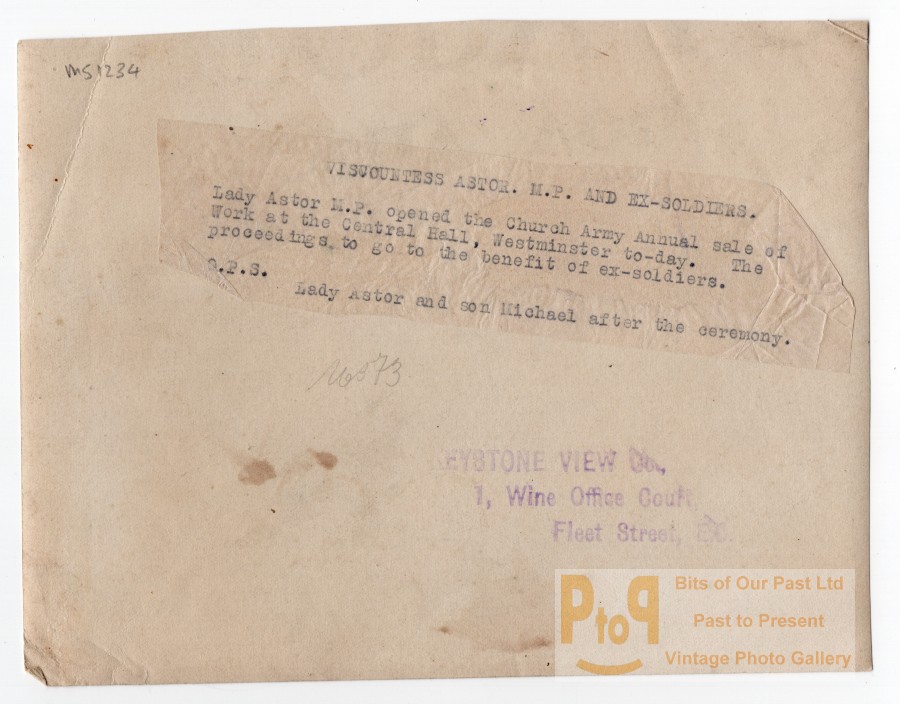 MS1234
VISCOUNTESS ASTOR. M.P. AND EX-SOLDIERS.
Lady Astor M.P. opened the Church Army Annual sale of
Work at the Central Hall, Westminster to-day. The
proceedings to go to the benefit of ex-soldiers.
S.P.S.
Lady Astor and son Michael after the ceremony.
16573
EYSTONE VIEW Co.,
1, Wine Office Court,
Fleet Street, E.C.
PtoP
Bits of Our Past Ltd
Past to Present
Vintage Photo Gallery